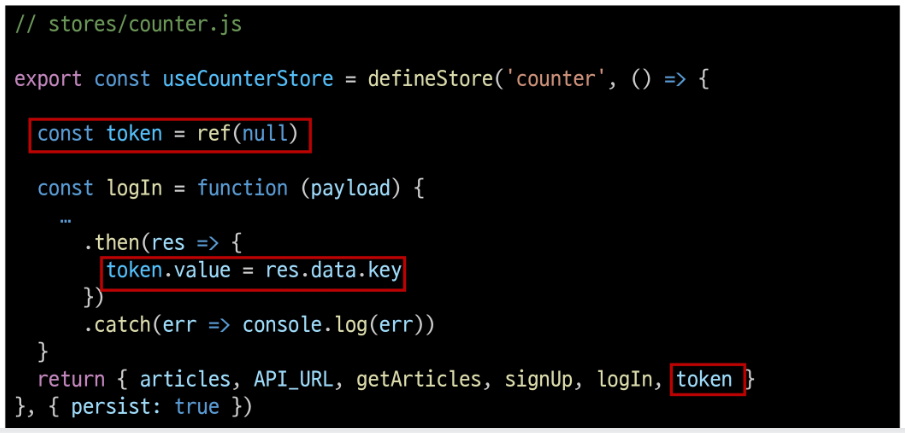 // stores/counter.js
export const useCounterStore = defineStore('counter', () => {
const token = ref(null)
const logIn = function (payload) {
…
.then(res => {
token.value = res.data.key
})
.catch(err => console.log(err))
}
return { articles, API_URL, getArticles, signUp, logIn, token }
}, { persist: true })